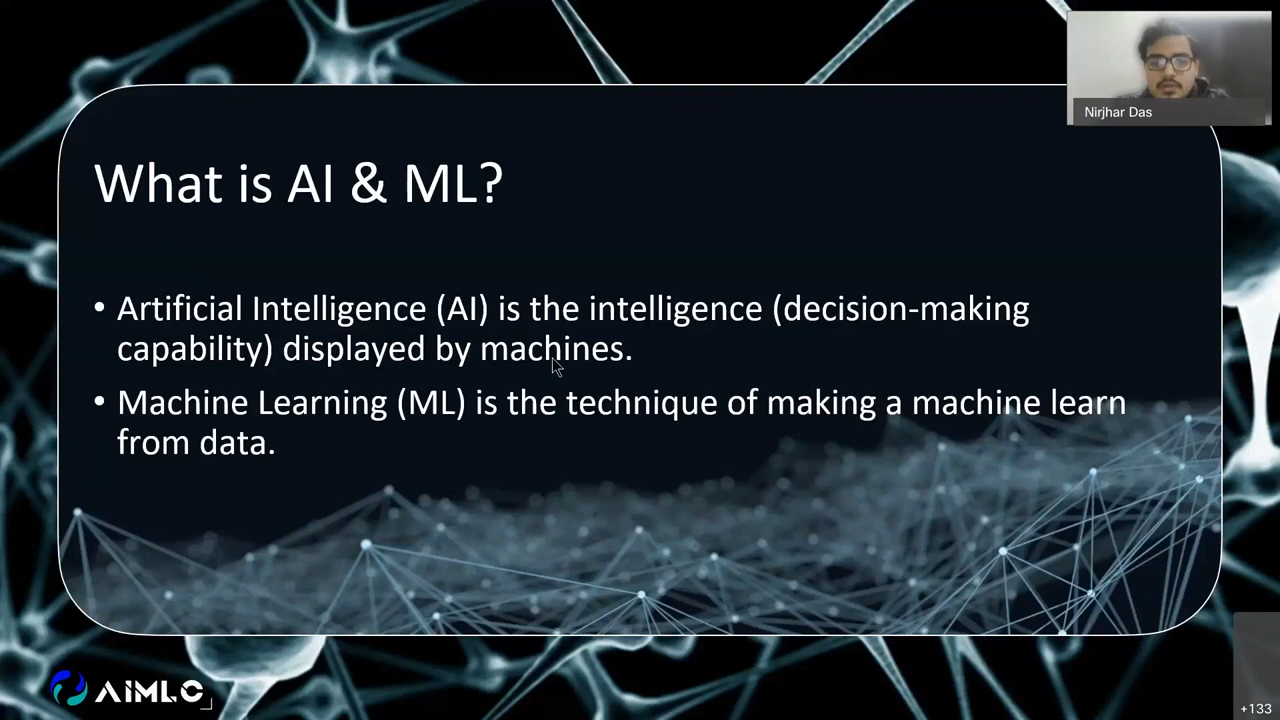 Nirjhar Das
What is AI & ML?
• Artificial Intelligence (AI) is the intelligence (decision-making
capability) displayed by machines.
• Machine Learning (ML) is the technique of making a machine learn
from data.
AIMLC
+133